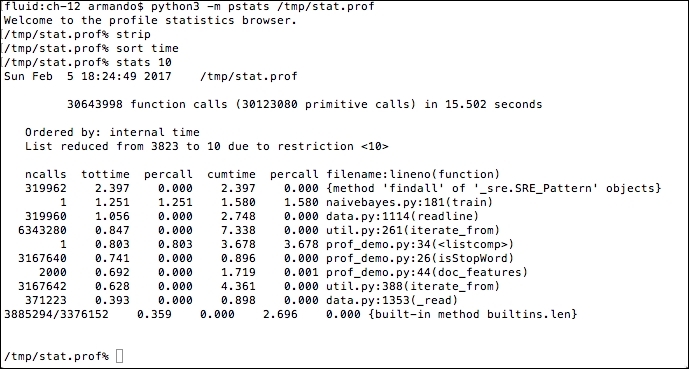 fluid:ch-12 armando$ python3 -m pstats /tmp/stat.prof
Welcome to the profile statistics browser.
/tmp/stat.prof% strip
/tmp/stat.prof% sort time
/tmp/stat.prof% stats 10
Sun Feb  5 18:24:49 2017    /tmp/stat.prof

         30643998 function calls (30123080 primitive calls) in 15.502 seconds

   Ordered by: internal time
   List reduced from 3823 to 10 due to restriction <10>

   ncalls  tottime  percall  cumtime  percall filename:lineno(function)
   319962    2.397    0.000    2.397    0.000 {method 'findall' of '_sre.SRE_Pattern' objects}
        1    1.251    1.251    1.580    1.580 naivebayes.py:181(train)
   319960    1.056    0.000    2.748    0.000 data.py:1114(readline)
  6343280    0.847    0.000    7.338    0.000 util.py:261(iterate_from)
        1    0.803    0.803    3.678    3.678 prof_demo.py:34(<listcomp>)
  3167640    0.741    0.000    0.896    0.000 prof_demo.py:26(isStopWord)
     2000    0.692    0.000    1.719    0.001 prof_demo.py:44(doc_features)
  3167642    0.628    0.000    4.361    0.000 util.py:388(iterate_from)
   371223    0.393    0.000    0.898    0.000 data.py:1353(_read)
3885294/3376152    0.359    0.000    2.696    0.000 {built-in method builtins.len}

/tmp/stat.prof%